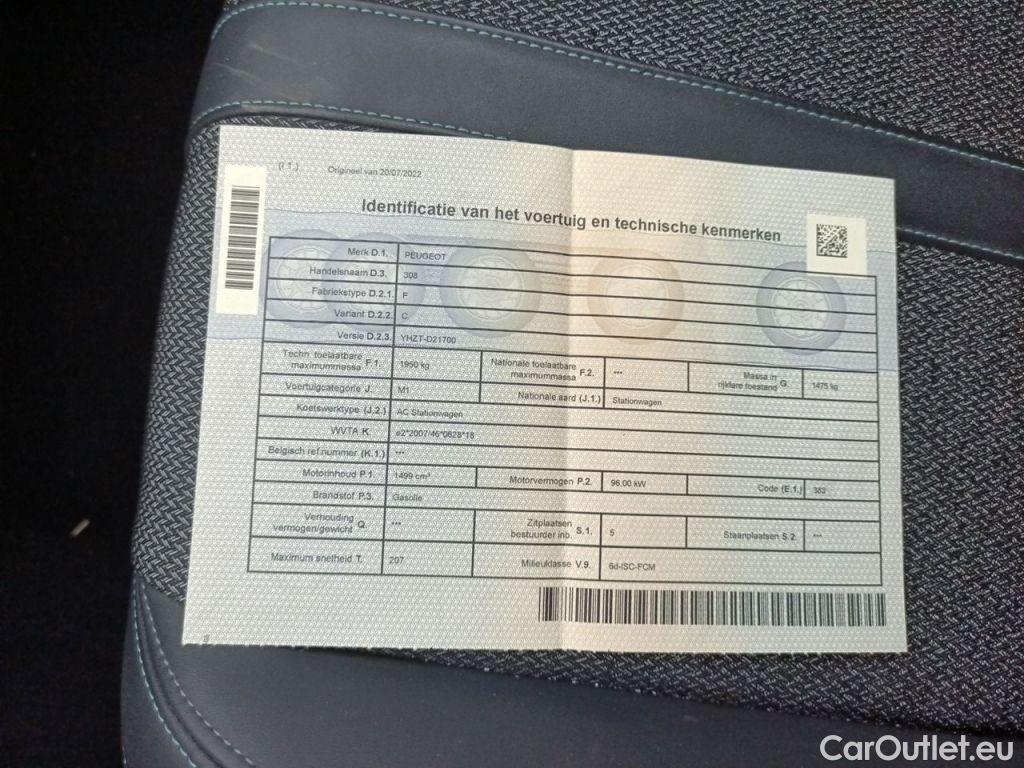 (I 1.) Origineel van 20/07/2022
Identificatie van het voertuig en technische kenmerken
Merk D.1. PEUGEOT
Handelsnaam D.3. 308
Fabriekstype D.2.1. F
Variant D.2.2. C
Versie D.2.3. YHZT-D21700
Techn. toelaatbare maximummassa F.1. 1950 kg Nationale toelaatbare maximummassa F.2. *** Massa in rijklare toestand G. 1475 kg
Voertuigcategorie J. M1 Nationale aard (J.1.) Stationwagen
Koetswerktype (J.2.) AC Stationwagen
WVTA K. e2*2007/46*0628*18
Belgisch ref.nummer (K.1.) ***
Motorinhoud P.1. 1499 cm³ Motorvermogen P.2. 96.00 kW Code (E.1.) 353
Brandstof P.3. Gasolie
Verhouding vermogen/gewicht Q. *** Zitplaatsen bestuurder inb. S.1. 5 Staanplaatsen S.2. ***
Maximum snelheid T. 207 Milieuklasse V.9. 6d-ISC-FCM
CarOutlet.eu